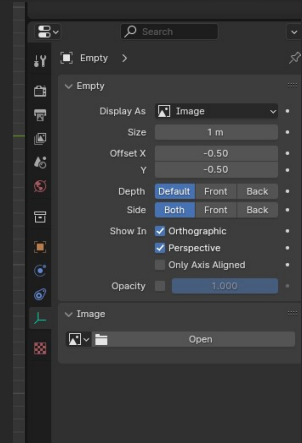 Search
Empty
Empty
Display As Image
Size 1 m
Offset X -0.50
Y -0.50
Depth Default Front Back
Side Both Front Back
Show In Orthographic
Perspective
Only Axis Aligned
Opacity 1.000
Image
Open